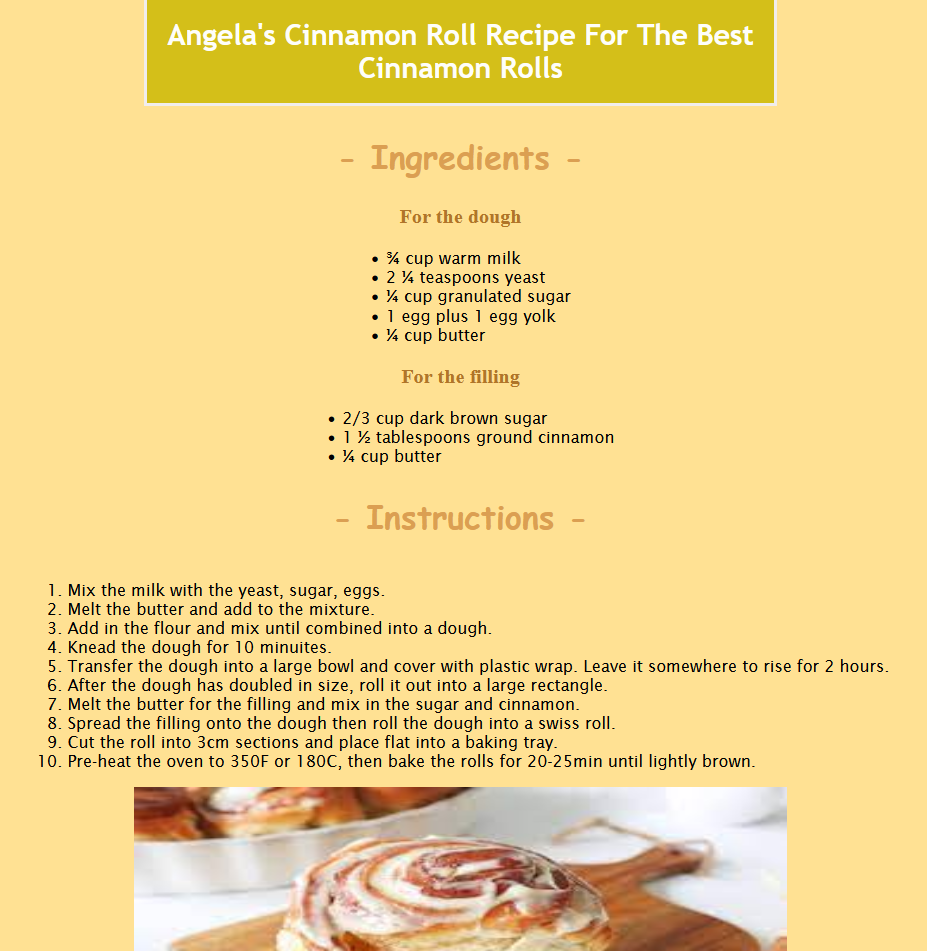 Angela's Cinnamon Roll Recipe For The Best
Cinnamon Rolls
- Ingredients -
For the dough
• ¾ cup warm milk
• 2 ¼ teaspoons yeast
• ¼ cup granulated sugar
• 1 egg plus 1 egg yolk
• ¼ cup butter
For the filling
• 2/3 cup dark brown sugar
• 1 ½ tablespoons ground cinnamon
• ¼ cup butter
- Instructions -
1. Mix the milk with the yeast, sugar, eggs.
2. Melt the butter and add to the mixture.
3. Add in the flour and mix until combined into a dough.
4. Knead the dough for 10 minuites.
5. Transfer the dough into a large bowl and cover with plastic wrap. Leave it somewhere to rise for 2 hours.
6. After the dough has doubled in size, roll it out into a large rectangle.
7. Melt the butter for the filling and mix in the sugar and cinnamon.
8. Spread the filling onto the dough then roll the dough into a swiss roll.
9. Cut the roll into 3cm sections and place flat into a baking tray.
10. Pre-heat the oven to 350F or 180C, then bake the rolls for 20-25min until lightly brown.